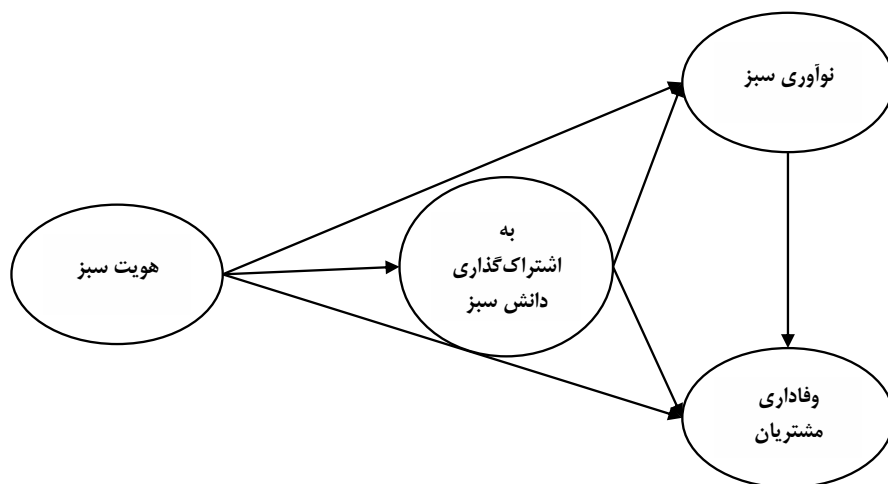 نوآوری سبز
هویت سبز
به
اشتراک‌گذاری
دانش سبز
وفاداری
مشتریان